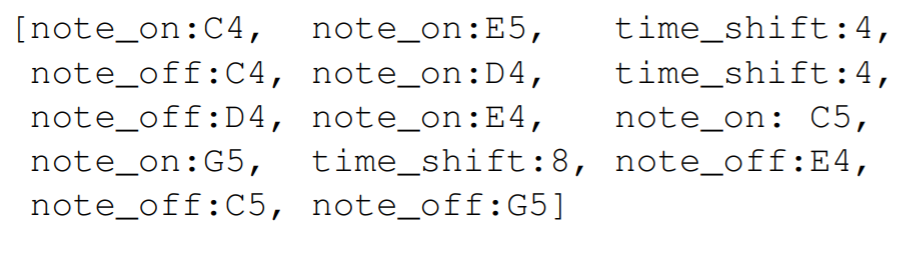 [note_on:C4, note_on:E5, time_shift:4,
note_off:C4, note_on:D4, time_shift:4,
note_off:D4, note_on:E4, note_on: C5,
note_on:G5, time_shift:8, note_off:E4,
note_off:C5, note_off:G5]